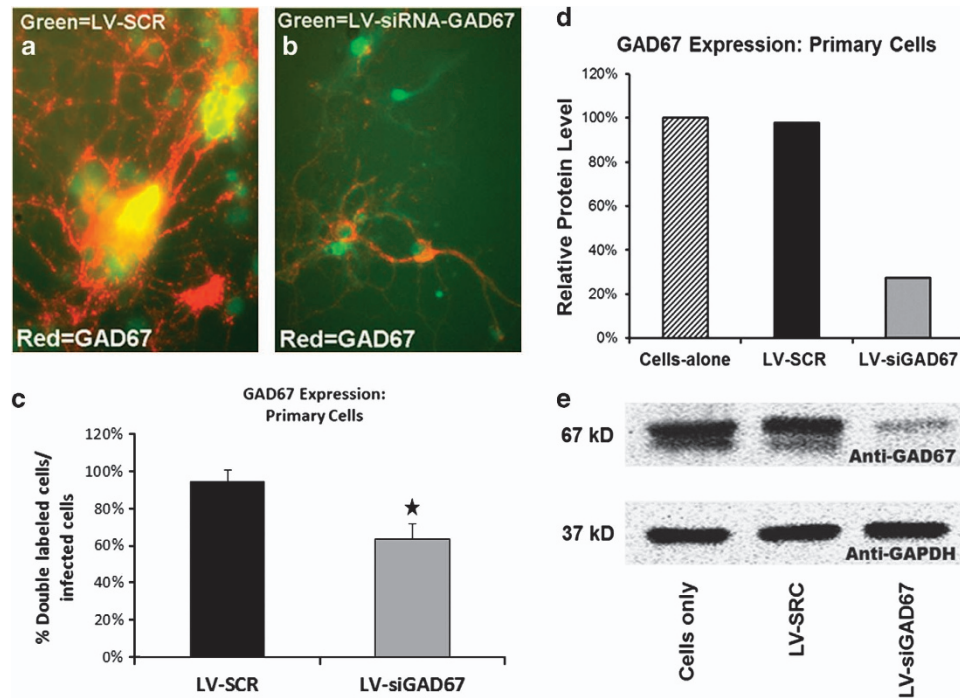 Green=LV-SCR
a
Red=GAD67
Green=LV-siRNA-GAD67
b
Red=GAD67
c
GAD67 Expression:
Primary Cells
120%
100%
80%
60%
40%
20%
0%
% Double labeled cells/
infected cells
LV-SCR
LV-siGAD67
d
GAD67 Expression: Primary Cells
120%
100%
80%
60%
40%
20%
0%
Relative Protein Level
Cells-alone
LV-SCR
LV-siGAD67
e
67 kD
Anti-GAD67
37 kD
Anti-GAPDH
Cells only
LV-SRC
LV-siGAD67